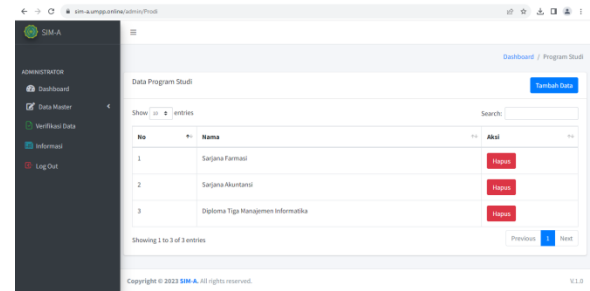 sim-a.umpp.online/admin/Prodi
SIM-A
Dashboard / Program Studi
ADMINISTRATOR
Dashboard
Data Master
Verifikasi Data
Informasi
Log Out
Data Program Studi
Tambah Data
Show 10 entries
Search:
No Nama Aksi
1 Sarjana Farmasi Hapus
2 Sarjana Akuntansi Hapus
3 Diploma Tiga Manajemen Informatika Hapus
Showing 1 to 3 of 3 entries
Previous 1 Next
Copyright © 2023 SIM-A. All rights reserved.
V.1.0